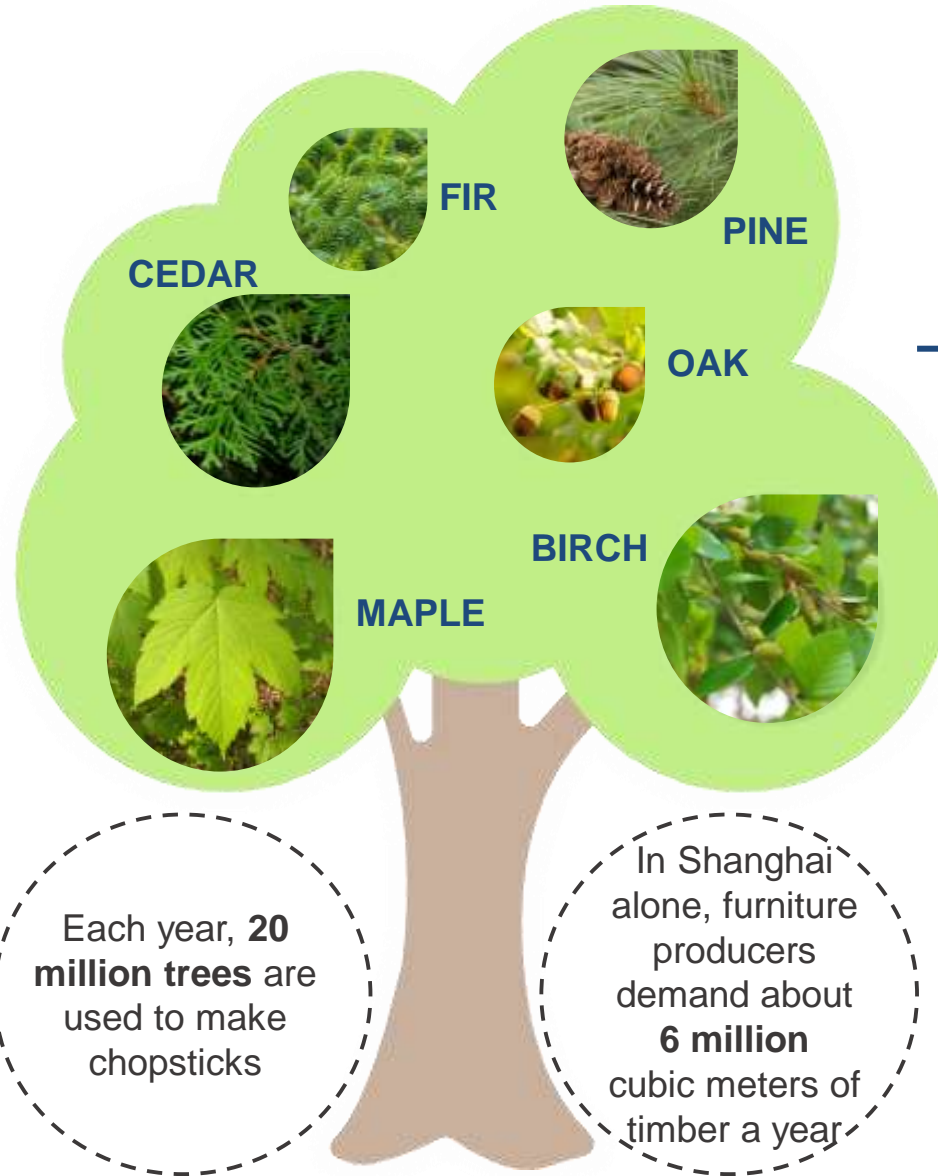 FIR
PINE
CEDAR
OAK
BIRCH
MAPLE
Each year, 20
million trees are
used to make
chopsticks
In Shanghai
alone, furniture
producers
demand about
6 million
cubic meters of
timber a year